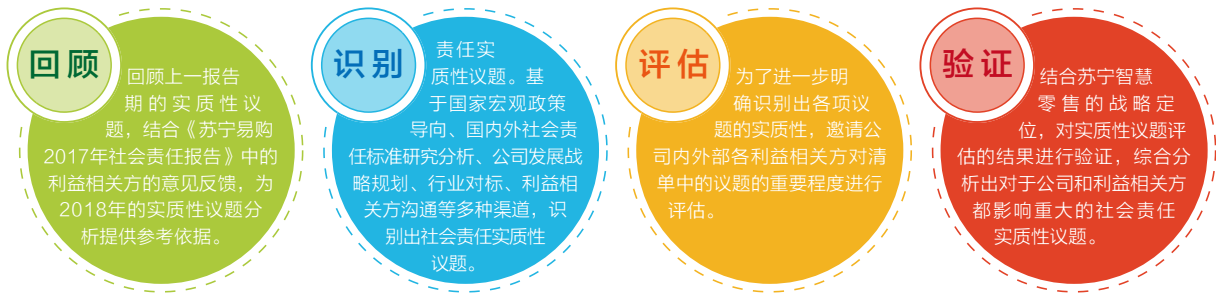 回顾
回顾上一报告
期的实质性议
题，结合《苏宁易购
2017年社会责任报告》中的
利益相关方的意见反馈，为
2018年的实质性议题分
析提供参考依据。
识别
责任实
质性议题。基
于国家宏观政策
导向、国内外社会责
任标准研究分析、公司发展战
略规划、行业对标、利益相
关方沟通等多种渠道，识
别出社会责任实质性
议题。
评估
为了进一步明
确识别出各项议
题的实质性，邀请公
司内外部各利益相关方对清
单中的议题的重要程度进行
评估。
验证
结合苏宁智慧
零售的战略定
位，对实质性议题评
估的结果进行验证，综合分
析出对于公司和利益相关方
都影响重大的社会责任
实质性议题。